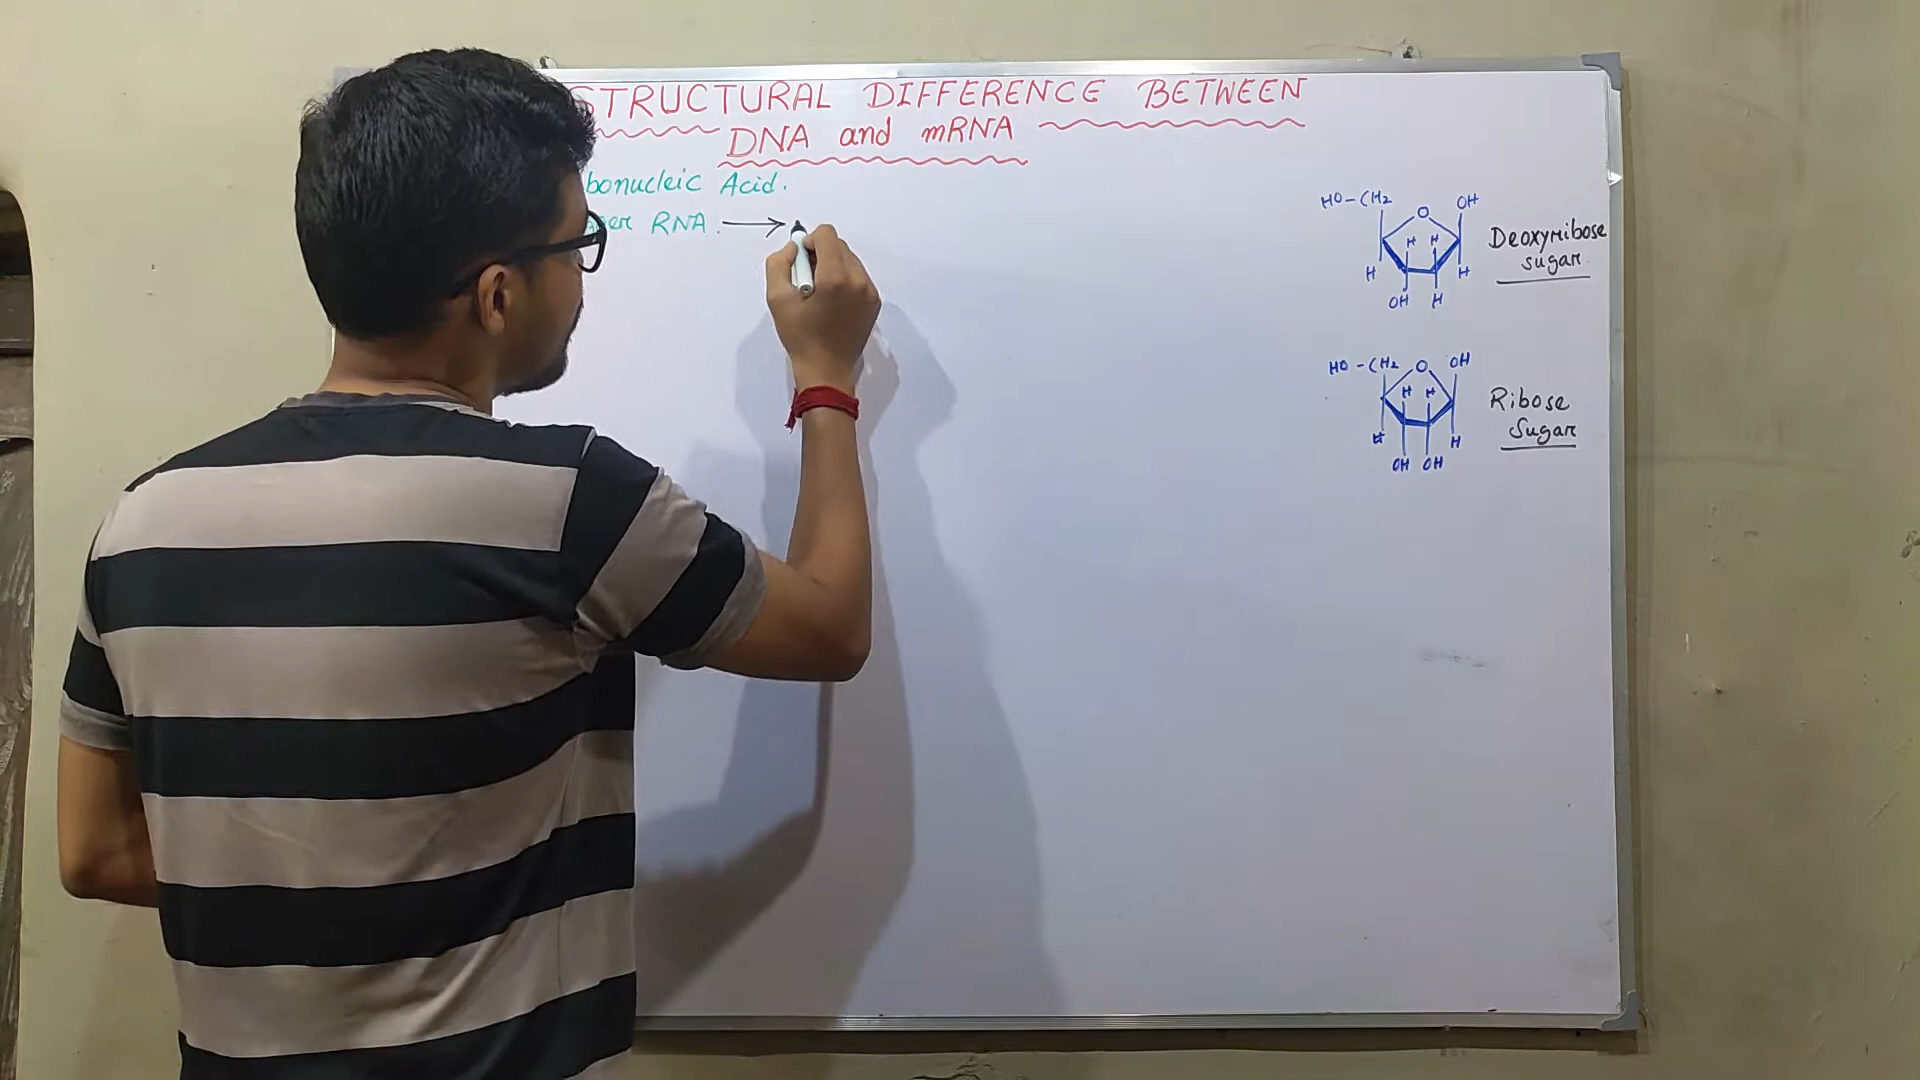 STRUCTURAL DIFFERENCE BETWEEN
DNA and mRNA
bonucleic Acid.
RNA. →
HO-CH2 O OH
H H
H H
OH H
Deoxyribose
sugar
HO-CH2 O OH
H H
H H
OH OH
Ribose
Sugar